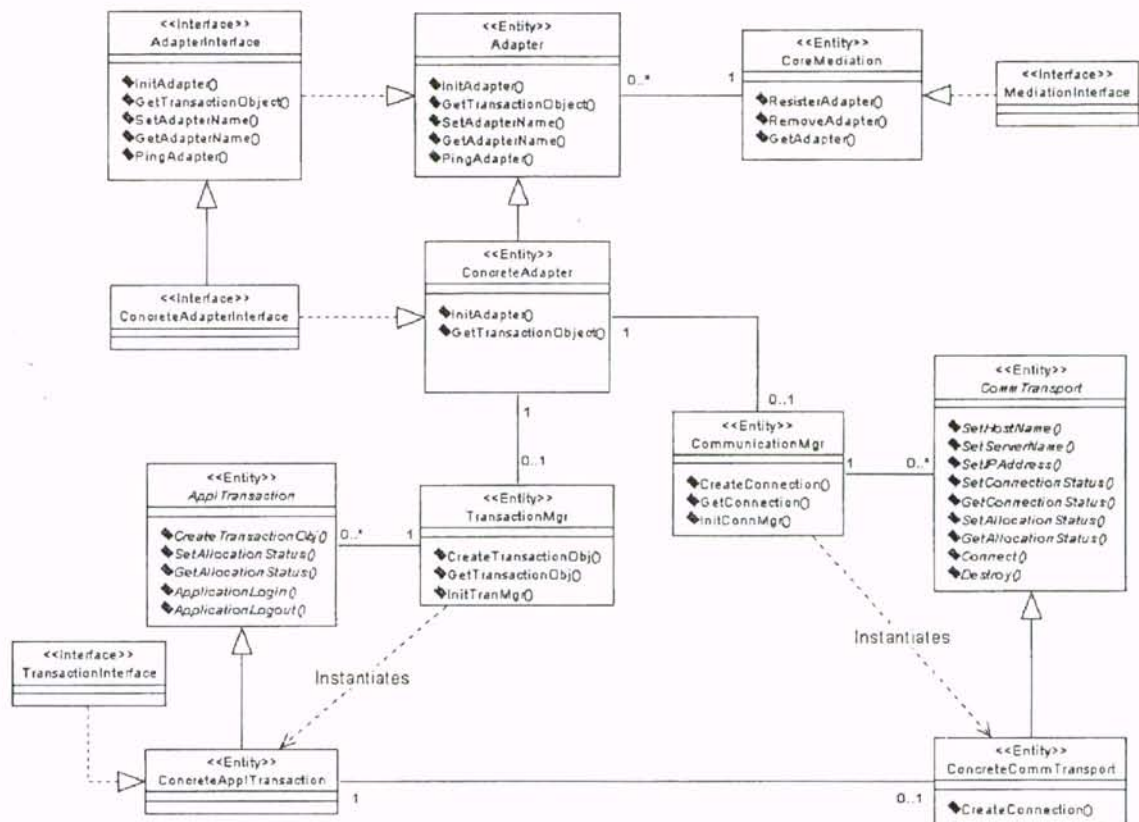 <<Interface>>
AdapterInterface
InitAdapter()
GetTransactionObject()
SetAdapterName()
GetAdapterName()
PingAdapter()
<<Entity>>
Adapter
InitAdapter()
GetTransactionObject()
SetAdapterName()
GetAdapterName()
PingAdapter()
0..*
1
<<Entity>>
CoreMediation
ResisterAdapter()
RemoveAdapter()
GetAdapter()
<<Interface>>
MediationInterface
<<Interface>>
ConcreteAdapterInterface
<<Entity>>
ConcreteAdapter
InitAdapter()
GetTransactionObject()
1
1
0..1
0..1
<<Entity>>
CommunicationMgr
CreateConnection()
GetConnection()
InitConnMgr()
1
0..*
<<Entity>>
CommTransport
SetHostName()
SetServerName()
SetIPAddress()
SetConnectionStatus()
GetConnectionStatus()
SetAllocationStatus()
GetAllocationStatus()
Connect()
Destroy()
<<Entity>>
ApplTransaction
CreateTransactionObj()
SetAllocationStatus()
GetAllocationStatus()
ApplicationLogin()
ApplicationLogout()
0..*
1
<<Entity>>
TransactionMgr
CreateTransactionObj()
GetTransactionObj()
InitTranMgr()
Instantiates
Instantiates
<<Interface>>
TransactionInterface
<<Entity>>
ConcreteApplTransaction
1
0..1
<<Entity>>
ConcreteCommTransport
CreateConnection()